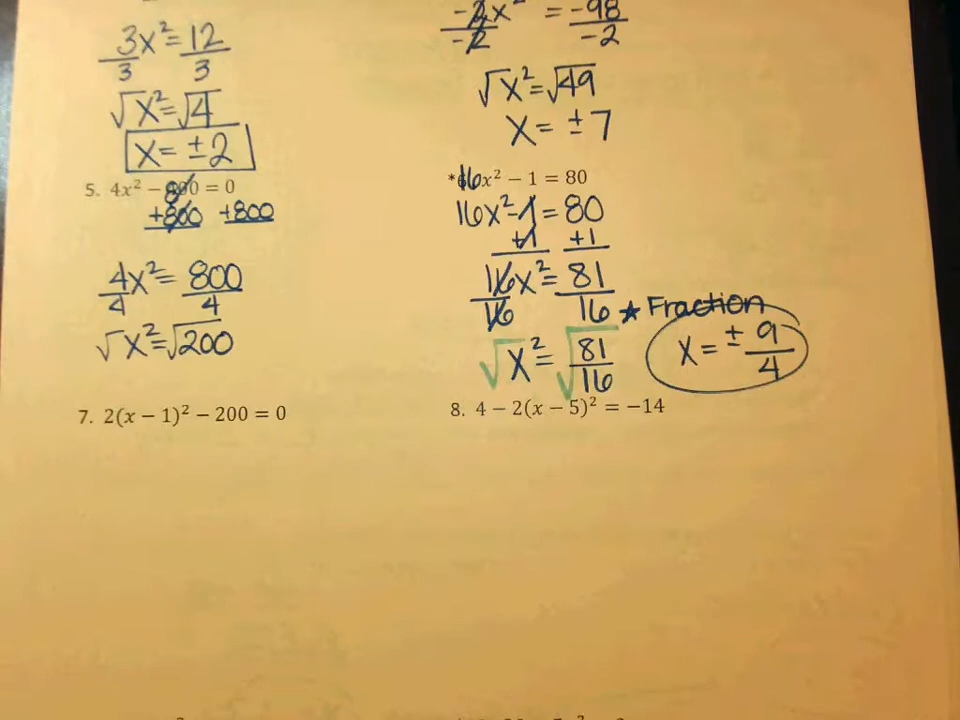 3x² = 12
3 3
√x² = √4
x = ±2
-2x² = -98
-2 -2
√x² = √49
x = ±7
5. 4x² − 800 = 0
+800 +800
4x² = 800
4 4
√x² = √200
*16x² − 1 = 80
16x² - 1 = 80
+1 +1
16x² = 81
16 16 ★ Fraction
√x² = √81/16
x = ± 9/4
7. 2(x − 1)² − 200 = 0
8. 4 − 2(x − 5)² = −14